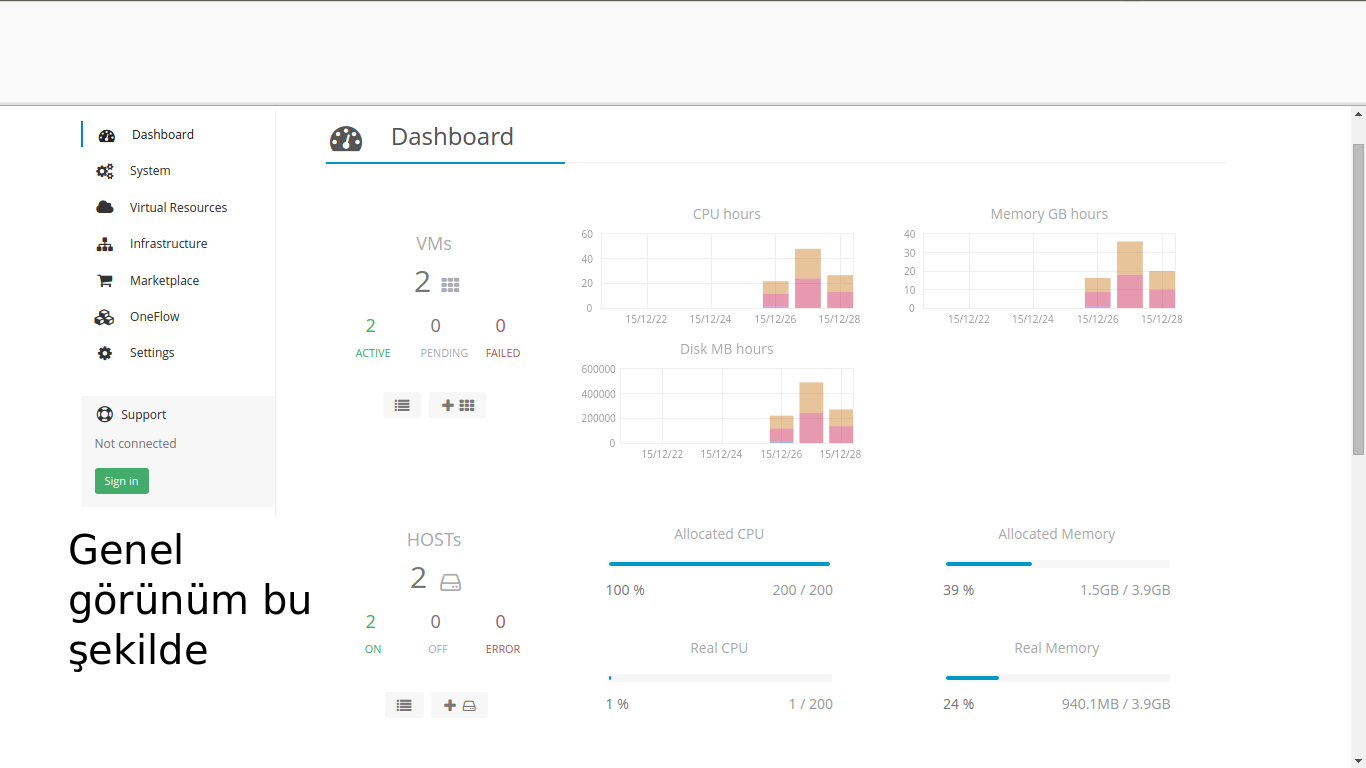 Dashboard
System
Virtual Resources
Infrastructure
Marketplace
OneFlow
Settings
Support
Not connected
Sign in
Genel
görünüm bu
şekilde
Dashboard
VMs
2
2 0 0
ACTIVE PENDING FAILED
CPU hours
60
40
20
0
15/12/22 15/12/24 15/12/26 15/12/28
Memory GB hours
40
30
20
10
0
15/12/22 15/12/24 15/12/26 15/12/28
Disk MB hours
600000
400000
200000
0
15/12/22 15/12/24 15/12/26 15/12/28
HOSTs
2
2 0 0
ON OFF ERROR
Allocated CPU
100 % 200 / 200
Allocated Memory
39 % 1.5GB / 3.9GB
Real CPU
1 % 1 / 200
Real Memory
24 % 940.1MB / 3.9GB